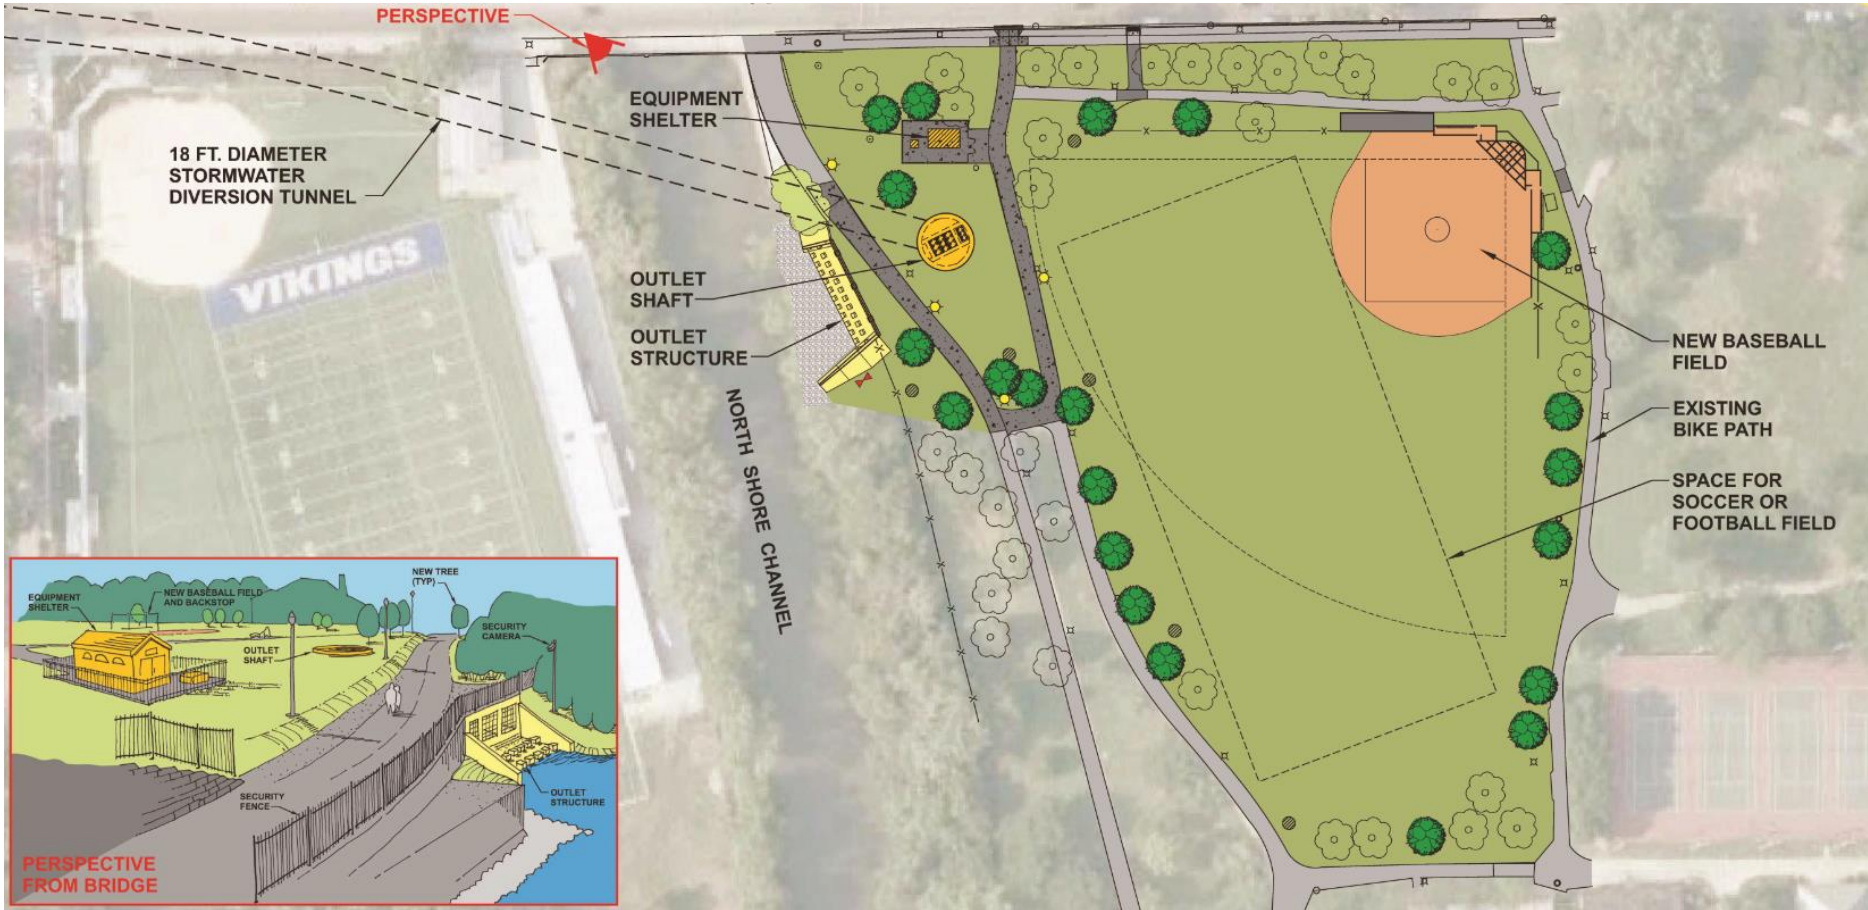 PERSPECTIVE
EQUIPMENT
SHELTER
18 FT. DIAMETER
STORMWATER
DIVERSION TUNNEL
VIKINGS
OUTLET
SHAFT
OUTLET
STRUCTURE
NORTH SHORE CHANNEL
NEW BASEBALL
FIELD
EXISTING
BIKE PATH
SPACE FOR
SOCCER OR
FOOTBALL FIELD
EQUIPMENT
SHELTER
NEW BASEBALL FIELD
AND BACKSTOP
NEW TREE
(TYP)
SECURITY
CAMERA
OUTLET
SHAFT
SECURITY
FENCE
OUTLET
STRUCTURE
PERSPECTIVE
FROM BRIDGE